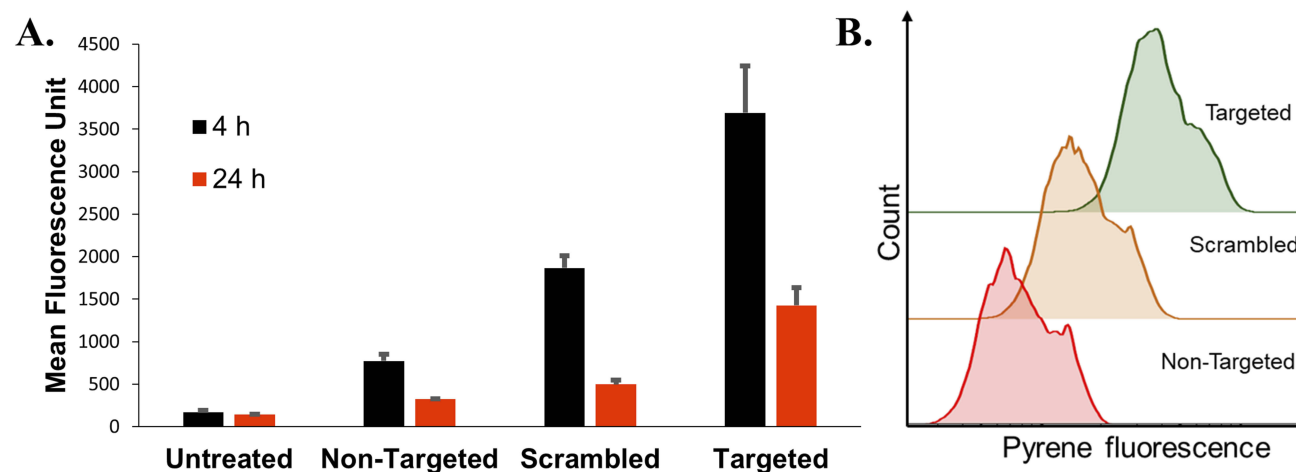 A.
Mean Fluorescence Unit
4500
4000
3500
3000
2500
2000
1500
1000
500
0
4 h
24 h
Untreated Non-Targeted Scrambled Targeted
B.
Count
Targeted
Scrambled
Non-Targeted
Pyrene fluorescence